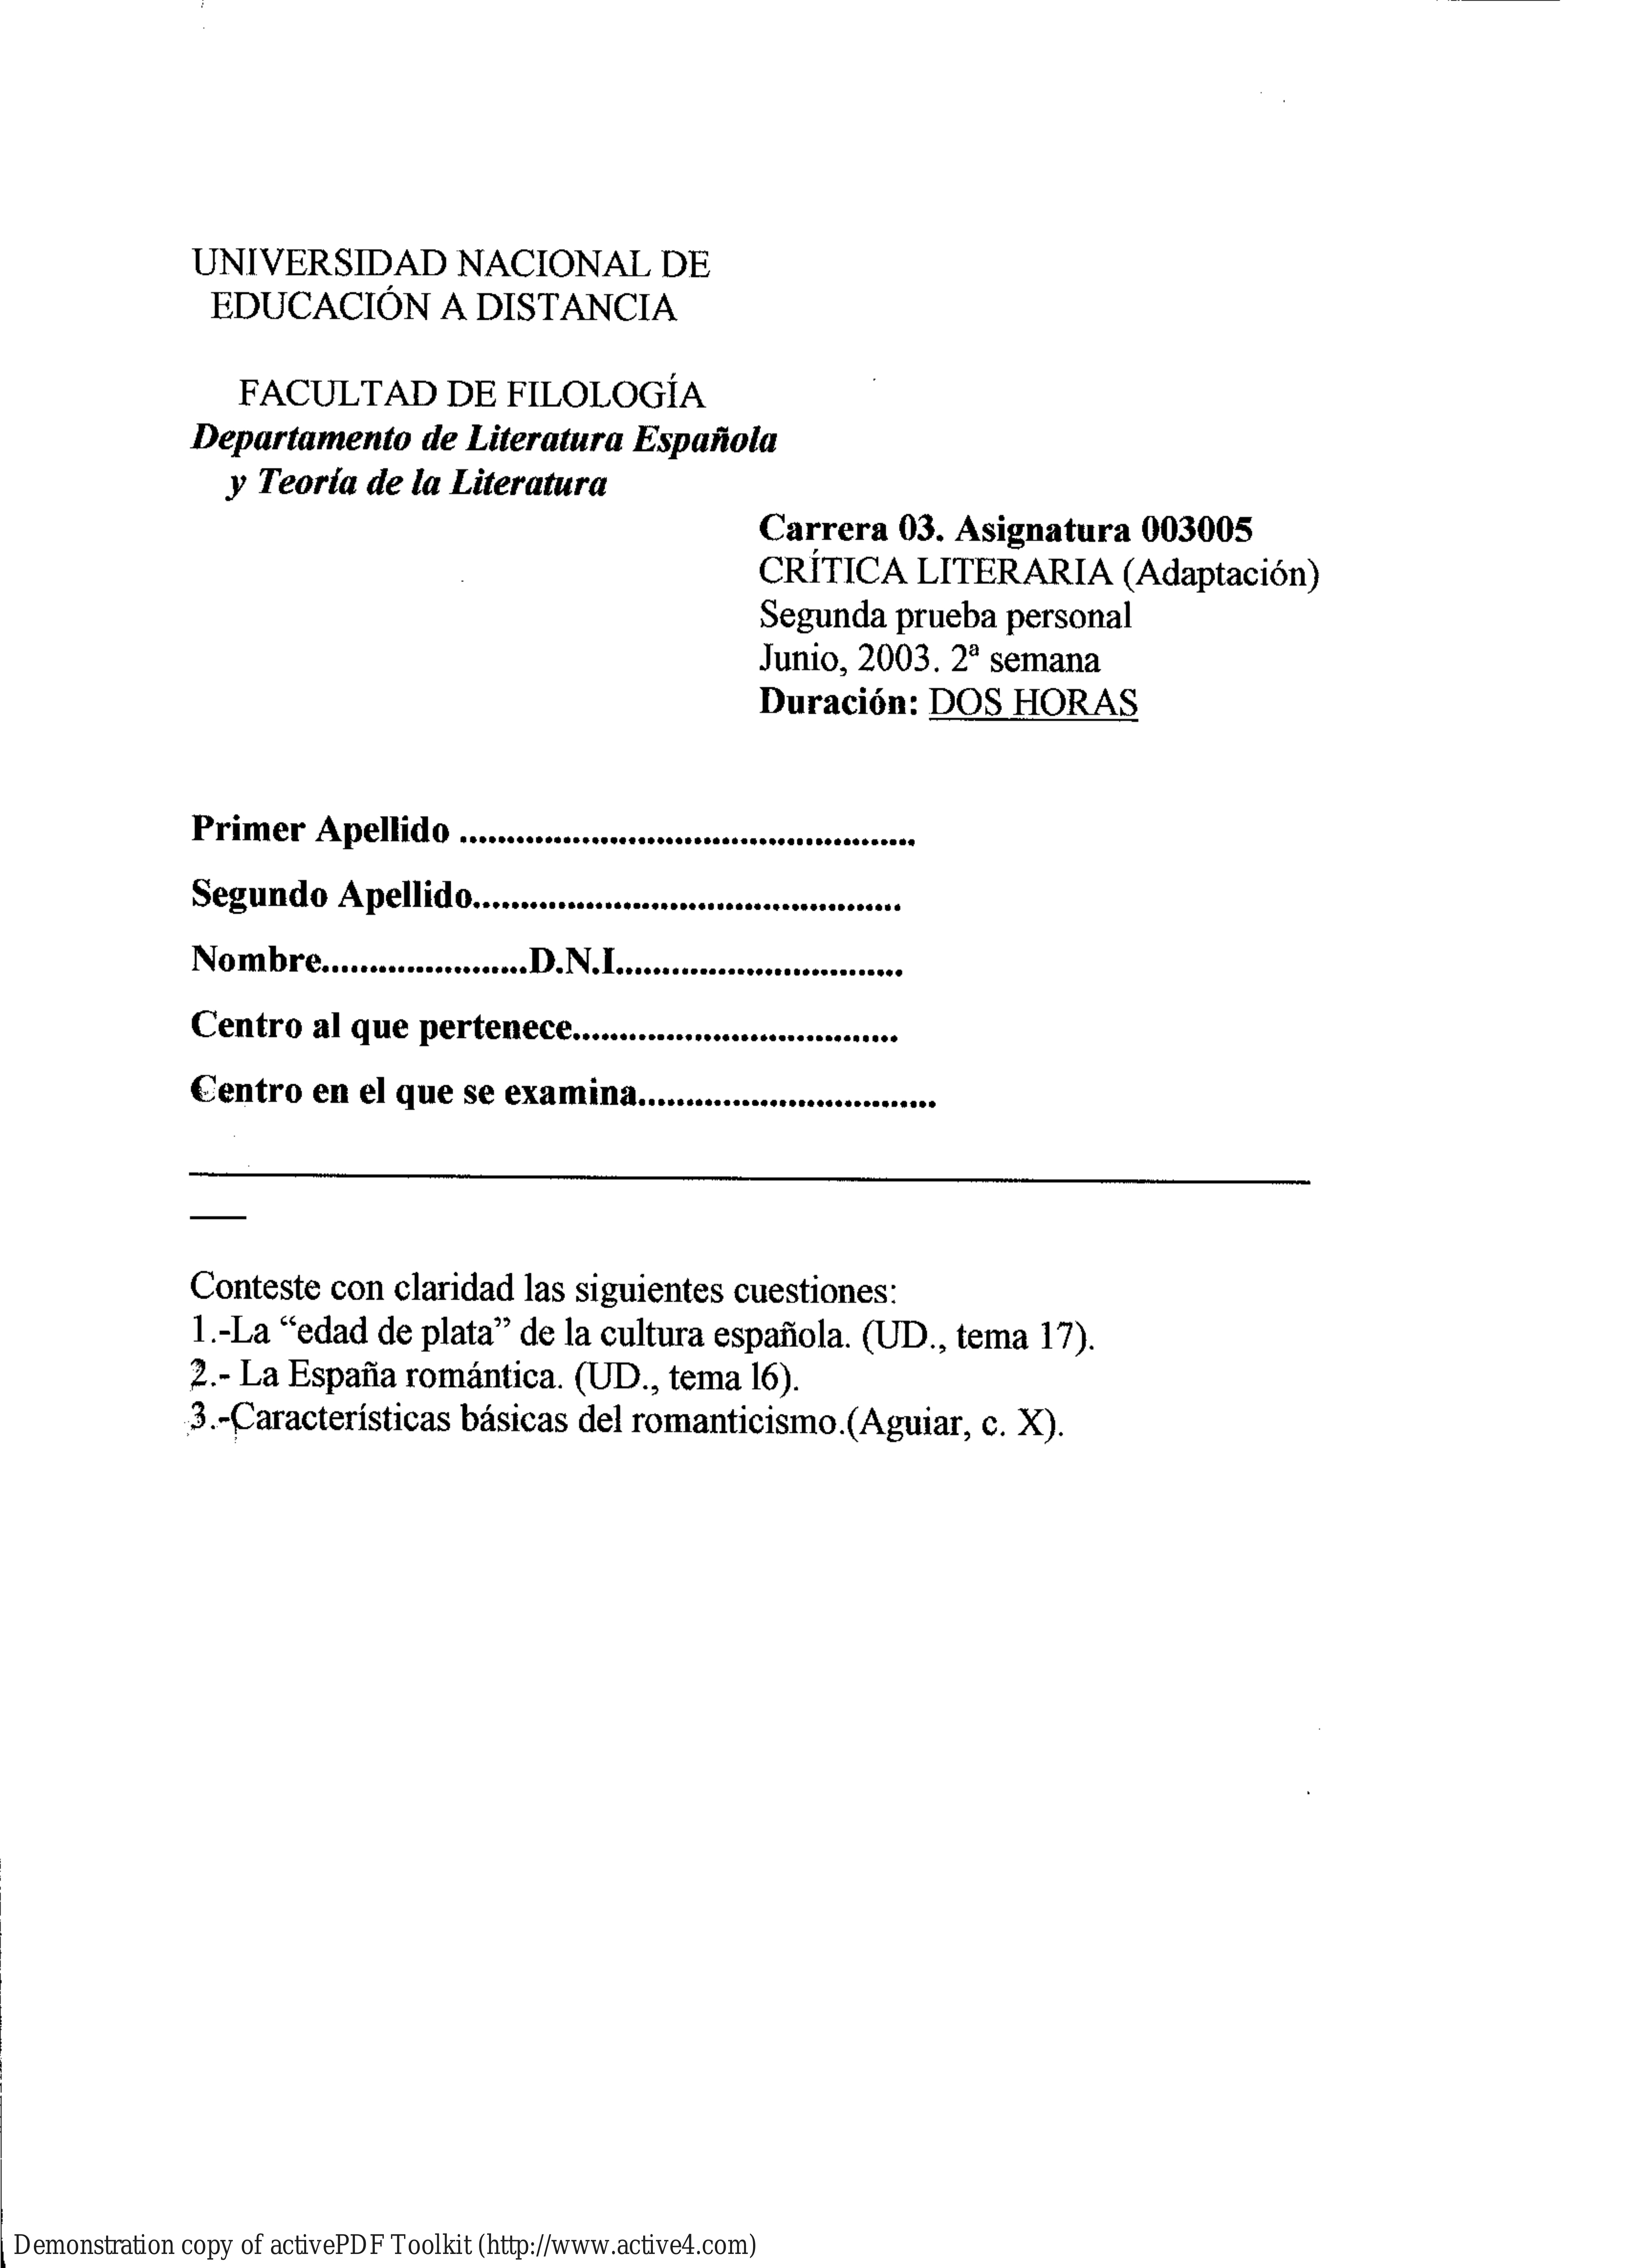 UNIVERSIDAD NACIONAL DE
EDUCACIÓN A DISTANCIA
FACULTAD DE FILOLOGÍA
Departamento de Literatura Española
y Teoría de la Literatura
Carrera 03. Asignatura 003005
CRÍTICA LITERARIA (Adaptación)
Segunda prueba personal
Junio, 2003. 2ª semana
Duración: DOS HORAS
Primer Apellido .................................................
Segundo Apellido..............................................
Nombre......................D.N.I...............................
Centro al que pertenece...................................
Centro en el que se examina................................
Conteste con claridad las siguientes cuestiones:
1.-La “edad de plata” de la cultura española. (UD., tema 17).
2.- La España romántica. (UD., tema 16).
3.-Características básicas del romanticismo.(Aguiar, c. X).
Demonstration copy of activePDF Toolkit (http://www.active4.com)